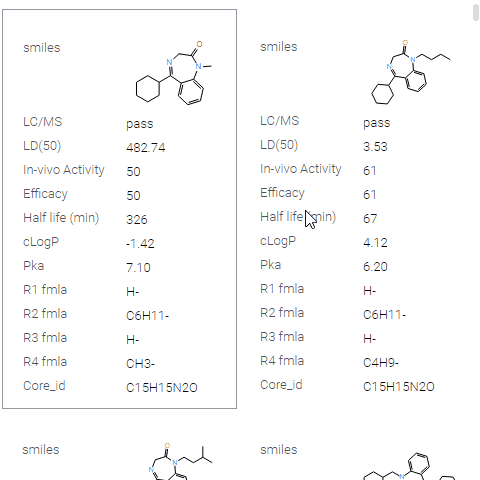 smiles
O
N
N
LC/MS pass
LD(50) 482.74
In-vivo Activity 50
Efficacy 50
Half life (min) 326
cLogP -1.42
Pka 7.10
R1 fmla H-
R2 fmla C6H11-
R3 fmla H-
R4 fmla CH3-
Core_id C15H15N2O
smiles
O
N
N
LC/MS pass
LD(50) 3.53
In-vivo Activity 61
Efficacy 61
Half life (min) 67
cLogP 4.12
Pka 6.20
R1 fmla H-
R2 fmla C6H11-
R3 fmla H-
R4 fmla C4H9-
Core_id C15H15N2O
smiles
O
N
N
smiles
N